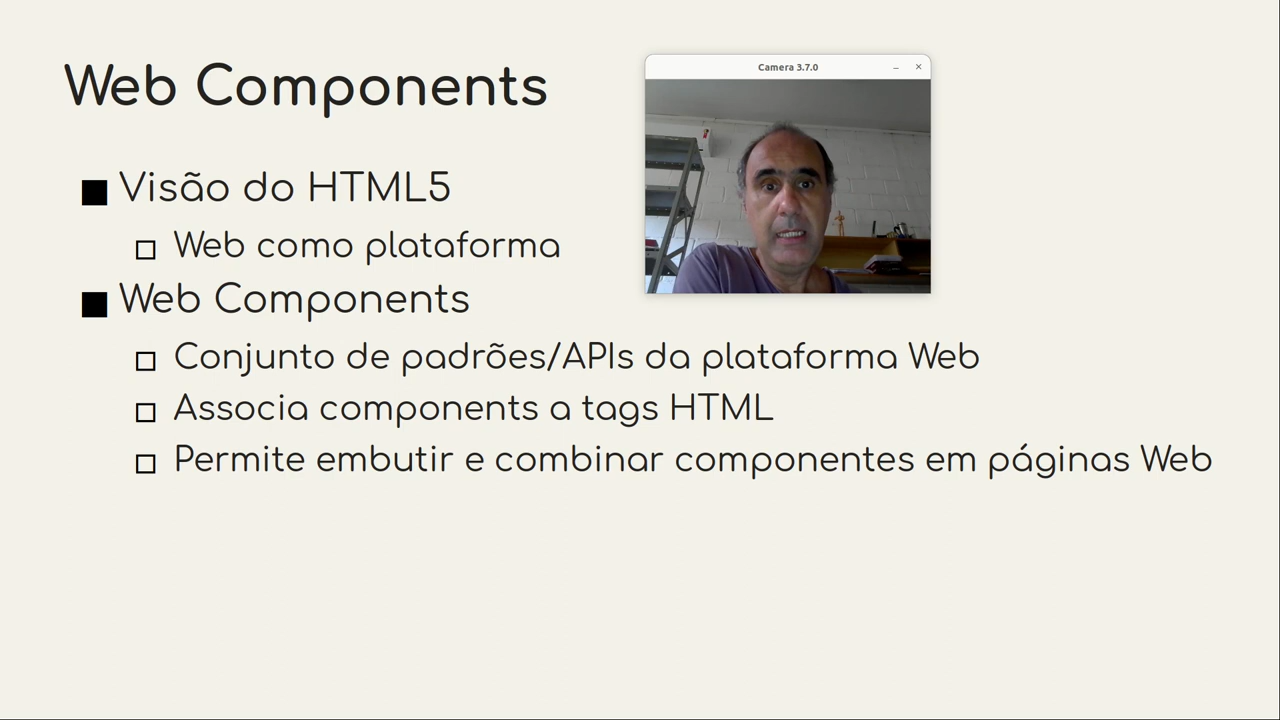 Web Components
Camera 3.7.0
Visão do HTML5
Web como plataforma
Web Components
Conjunto de padrões/APIs da plataforma Web
Associa components a tags HTML
Permite embutir e combinar componentes em páginas Web